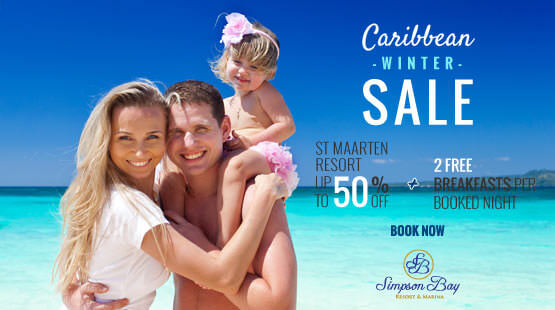 Caribbean
-WINTER-
SALE
ST MAARTEN
RESORT
UP TO 50% OFF
+
2 FREE
BREAKFASTS PER
BOOKED NIGHT
BOOK NOW
SB
Simpson Bay
RESORT & MARINA